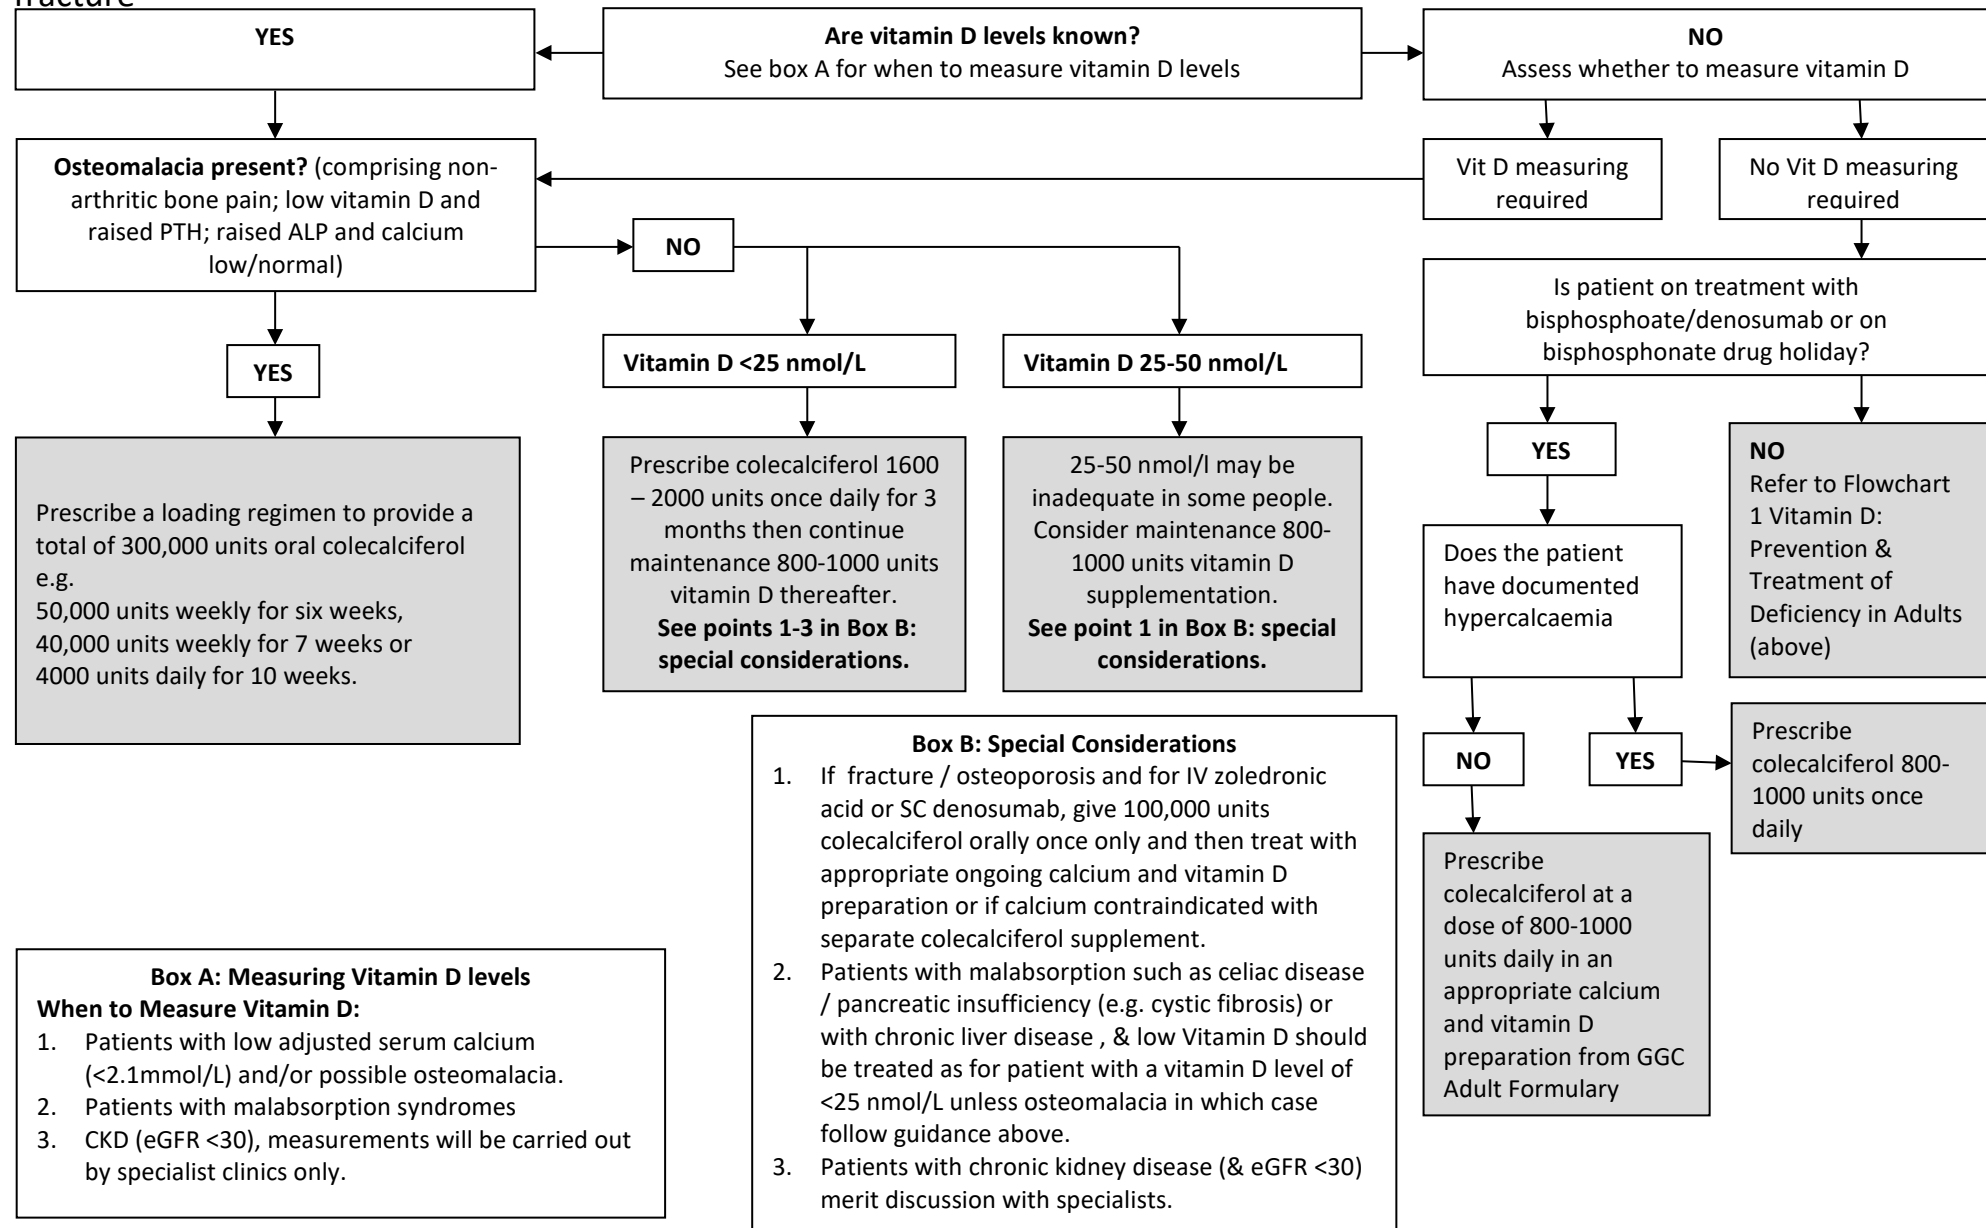 fracture
YES
Are vitamin D levels known?
See box A for when to measure vitamin D levels
NO
Assess whether to measure vitamin D
Osteomalacia present? (comprising non-
arthritic bone pain; low vitamin D and
raised PTH; raised ALP and calcium
low/normal)
Vit D measuring
required
No Vit D measuring
required
NO
Is patient on treatment with
bisphosphoate/denosumab or on
bisphosphonate drug holiday?
YES
Vitamin D <25 nmol/L
Vitamin D 25-50 nmol/L
Prescribe a loading regimen to provide a
total of 300,000 units oral colecalciferol
e.g.
50,000 units weekly for six weeks,
40,000 units weekly for 7 weeks or
4000 units daily for 10 weeks.
Prescribe colecalciferol 1600
– 2000 units once daily for 3
months then continue
maintenance 800-1000 units
vitamin D thereafter.
See points 1-3 in Box B:
special considerations.
25-50 nmol/l may be
inadequate in some people.
Consider maintenance 800-
1000 units vitamin D
supplementation.
See point 1 in Box B: special
considerations.
YES
NO
Refer to Flowchart
1 Vitamin D:
Prevention &
Treatment of
Deficiency in Adults
(above)
Does the patient
have documented
hypercalcaemia
NO
YES
Prescribe
colecalciferol 800-
1000 units once
daily
Prescribe
colecalciferol at a
dose of 800-1000
units daily in an
appropriate calcium
and vitamin D
preparation from GGC
Adult Formulary
Box B: Special Considerations
1. If fracture / osteoporosis and for IV zoledronic
acid or SC denosumab, give 100,000 units
colecalciferol orally once only and then treat with
appropriate ongoing calcium and vitamin D
preparation or if calcium contraindicated with
separate colecalciferol supplement.
2. Patients with malabsorption such as celiac disease
/ pancreatic insufficiency (e.g. cystic fibrosis) or
with chronic liver disease , & low Vitamin D should
be treated as for patient with a vitamin D level of
<25 nmol/L unless osteomalacia in which case
follow guidance above.
3. Patients with chronic kidney disease (& eGFR <30)
merit discussion with specialists.
Box A: Measuring Vitamin D levels
When to Measure Vitamin D:
1. Patients with low adjusted serum calcium
(<2.1mmol/L) and/or possible osteomalacia.
2. Patients with malabsorption syndromes
3. CKD (eGFR <30), measurements will be carried out
by specialist clinics only.